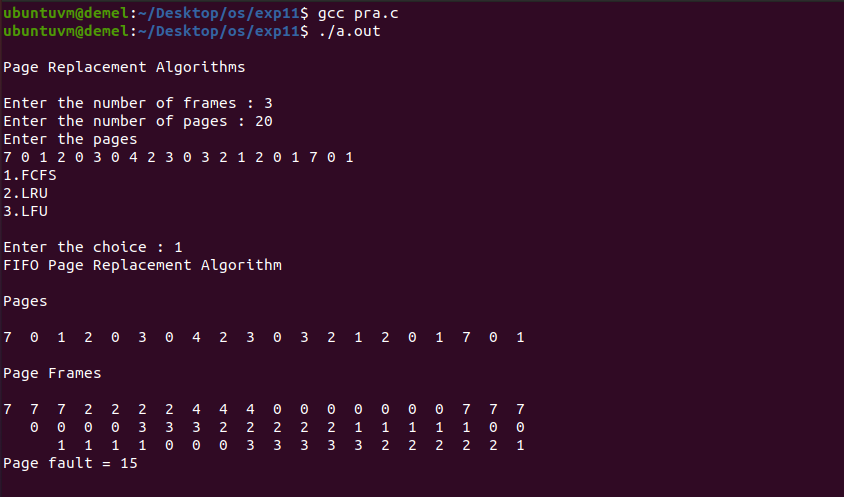 ubuntuvm@demel:~/Desktop/os/exp11$ gcc pra.c
ubuntuvm@demel:~/Desktop/os/exp11$ ./a.out
Page Replacement Algorithms
Enter the number of frames : 3
Enter the number of pages : 20
Enter the pages
7 0 1 2 0 3 0 4 2 3 0 3 2 1 2 0 1 7 0 1
1.FCFS
2.LRU
3.LFU
Enter the choice : 1
FIFO Page Replacement Algorithm
Pages
7  0  1  2  0  3  0  4  2  3  0  3  2  1  2  0  1  7  0  1
Page Frames
7  7  7  2  2  2  2  4  4  4  0  0  0  0  0  0  0  7  7  7
   0  0  0  0  3  3  3  2  2  2  2  2  1  1  1  1  1  0  0
      1  1  1  1  0  0  0  3  3  3  3  3  2  2  2  2  2  1
Page fault = 15